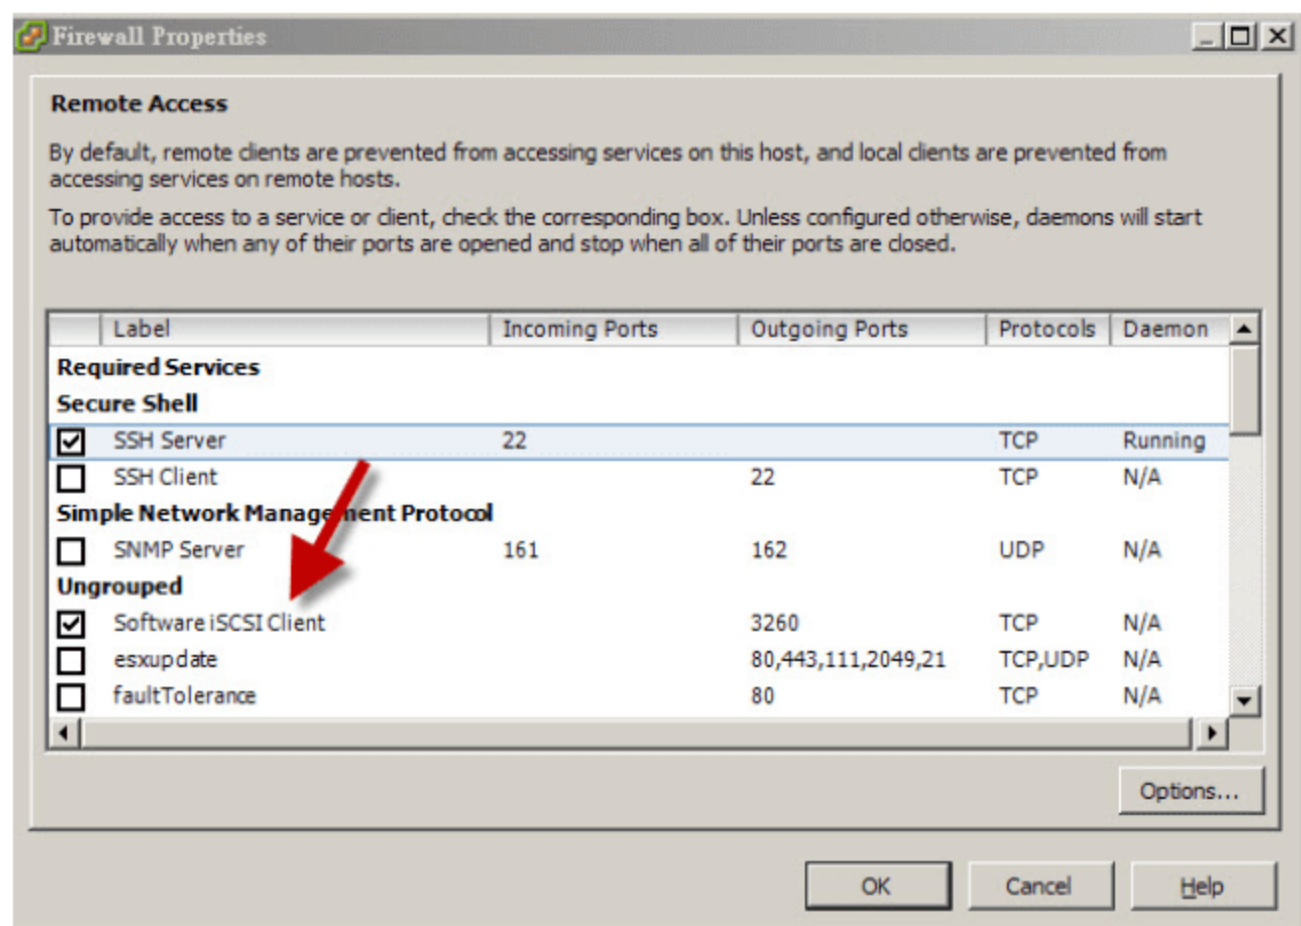 Firewall Properties
Remote Access
By default, remote clients are prevented from accessing services on this host, and local clients are prevented from
accessing services on remote hosts.
To provide access to a service or client, check the corresponding box. Unless configured otherwise, daemons will start
automatically when any of their ports are opened and stop when all of their ports are closed.
Label Incoming Ports Outgoing Ports Protocols Daemon
Required Services
Secure Shell
SSH Server 22 TCP Running
SSH Client 22 TCP N/A
Simple Network Management Protocol
SNMP Server 161 162 UDP N/A
Ungrouped
Software iSCSI Client 3260 TCP N/A
esxupdate 80,443,111,2049,21 TCP,UDP N/A
faultTolerance 80 TCP N/A
Options...
OK Cancel Help